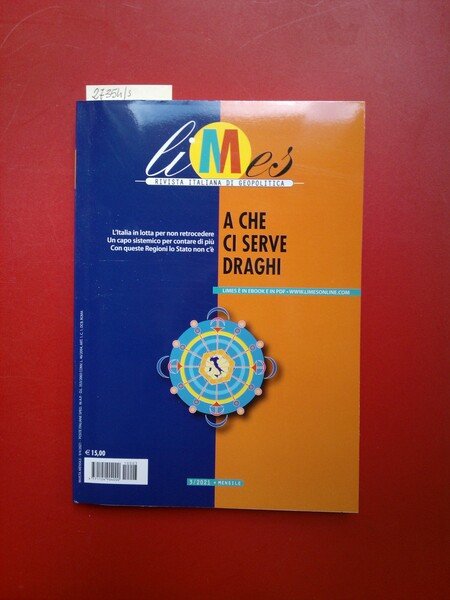 27354/s
liMes
RIVISTA ITALIANA DI GEOPOLITICA
L'Italia in lotta per non retrocedere
Un capo sistemico per contare di più
Con queste Regioni lo Stato non c'è
A CHE
CI SERVE
DRAGHI
LIMES È IN EBOOK E IN PDF • WWW.LIMESONLINE.COM
€ 15,00
3/2021 • MENSILE